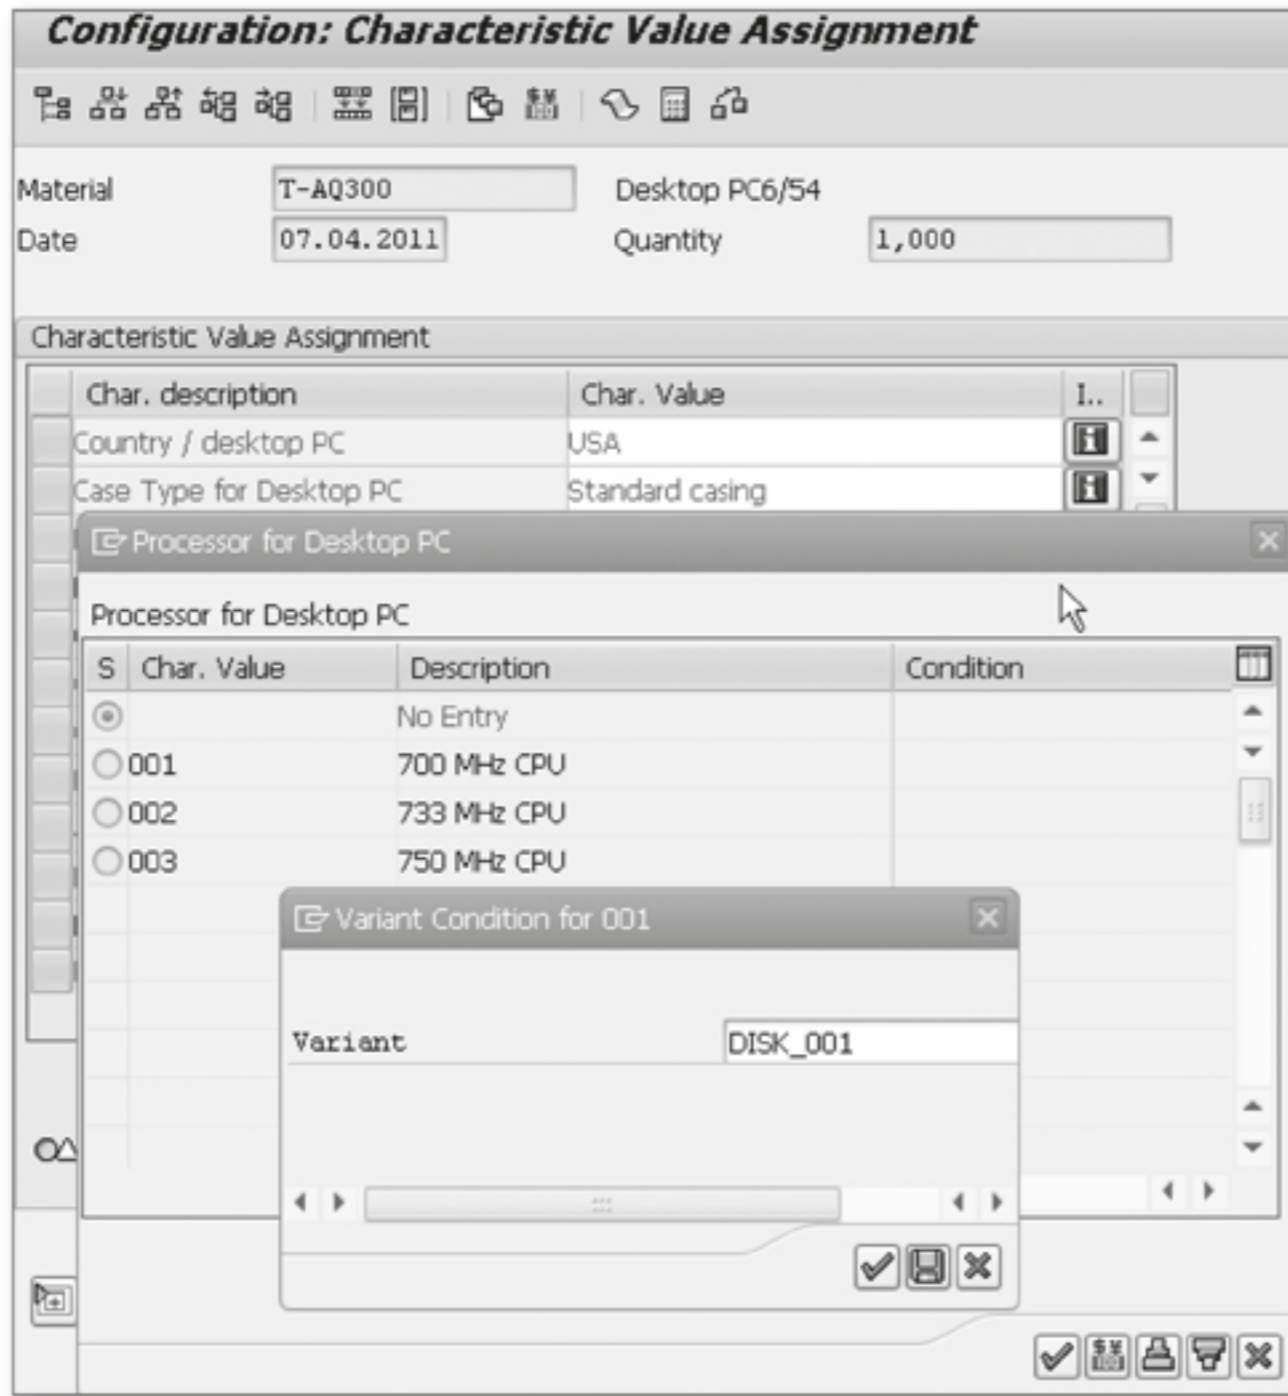 Configuration: Characteristic Value Assignment
Material T-AQ300 Desktop PC6/54
Date 07.04.2011 Quantity 1,000
Characteristic Value Assignment
Char. description Char. Value I..
Country / desktop PC USA
Case Type for Desktop PC Standard casing
Processor for Desktop PC
Processor for Desktop PC
S Char. Value Description Condition
No Entry
001 700 MHz CPU
002 733 MHz CPU
003 750 MHz CPU
Variant Condition for 001
Variant DISK_001